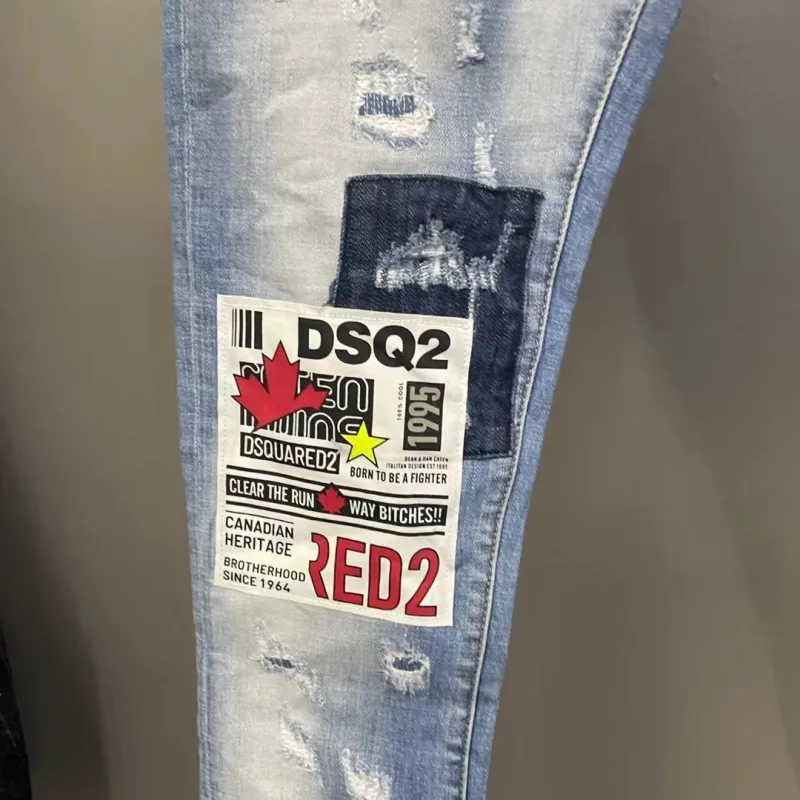 DSQ2
DSQUARED2
100% COOL
1995
DEAN & DAN CATEN
ITALITAN DESIGN EST 1995
BORN TO BE A FIGHTER
CLEAR THE RUN WAY BITCHES!!
CANADIAN
HERITAGE
BROTHERHOOD
SINCE 1964
RED2